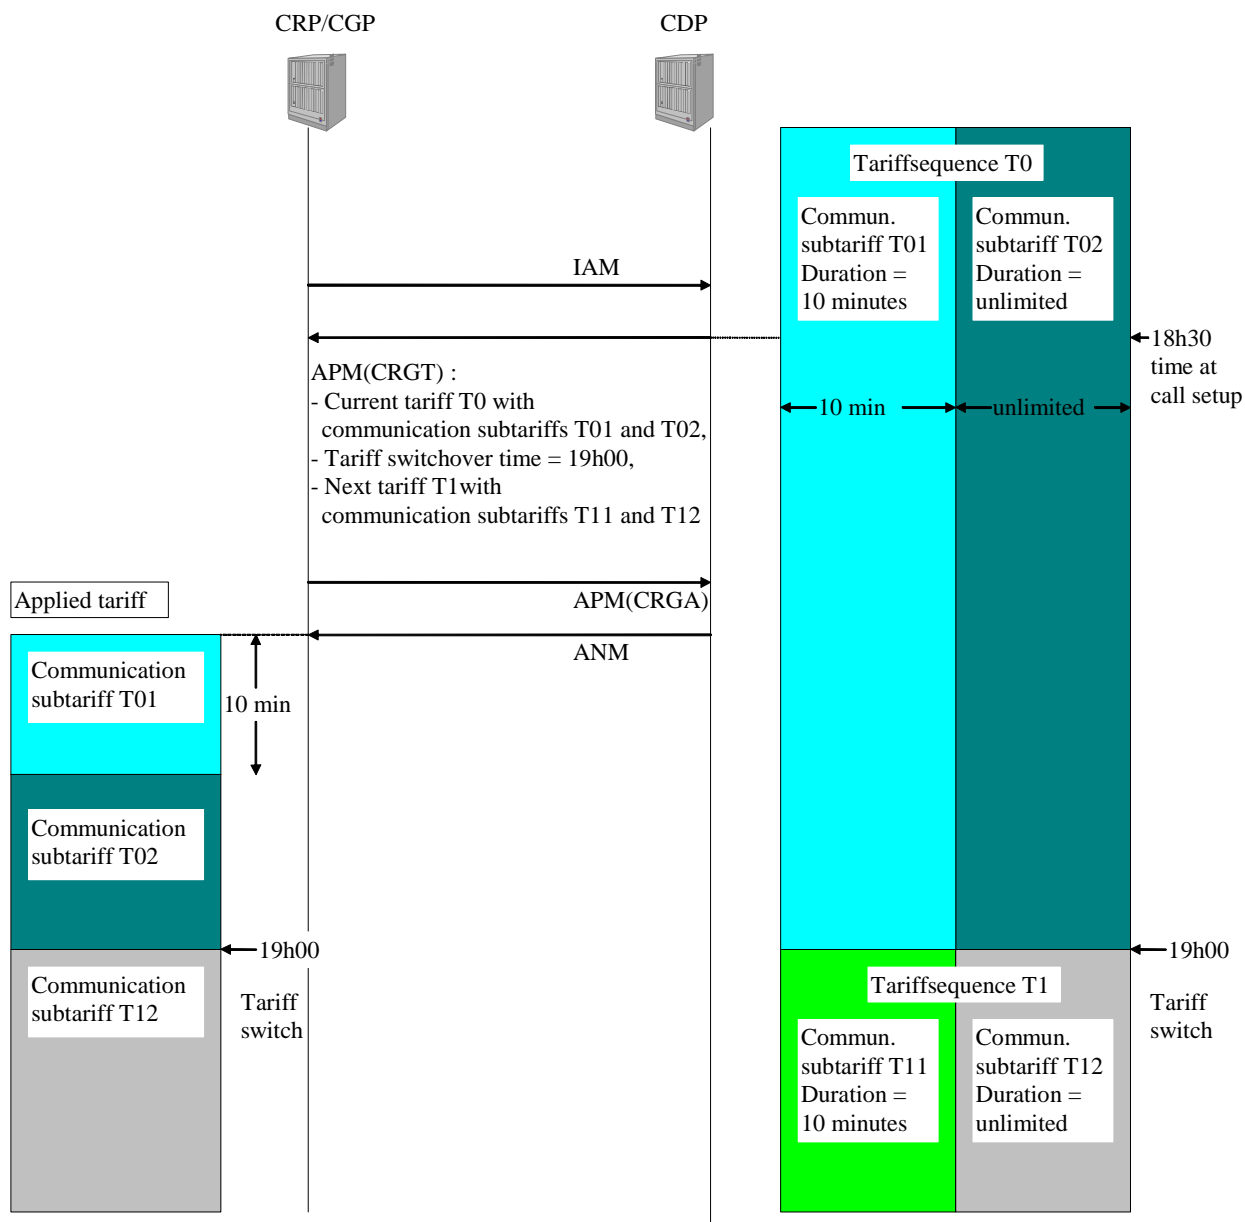 CRP/CGP
CDP
Tariffsequence T0
Commun.
subtariff T01
Duration =
10 minutes
Commun.
subtariff T02
Duration =
unlimited
IAM
18h30
time at
call setup
APM(CRGT) :
- Current tariff T0 with
communication subtariffs T01 and T02,
- Tariff switchover time = 19h00,
- Next tariff T1with
communication subtariffs T11 and T12
10 min
unlimited
APM(CRGA)
Applied tariff
ANM
Communication
subtariff T01
10 min
Communication
subtariff T02
19h00
Tariff
switch
Communication
subtariff T12
19h00
Tariff
switch
Tariffsequence T1
Commun.
subtariff T11
Duration =
10 minutes
Commun.
subtariff T12
Duration =
unlimited